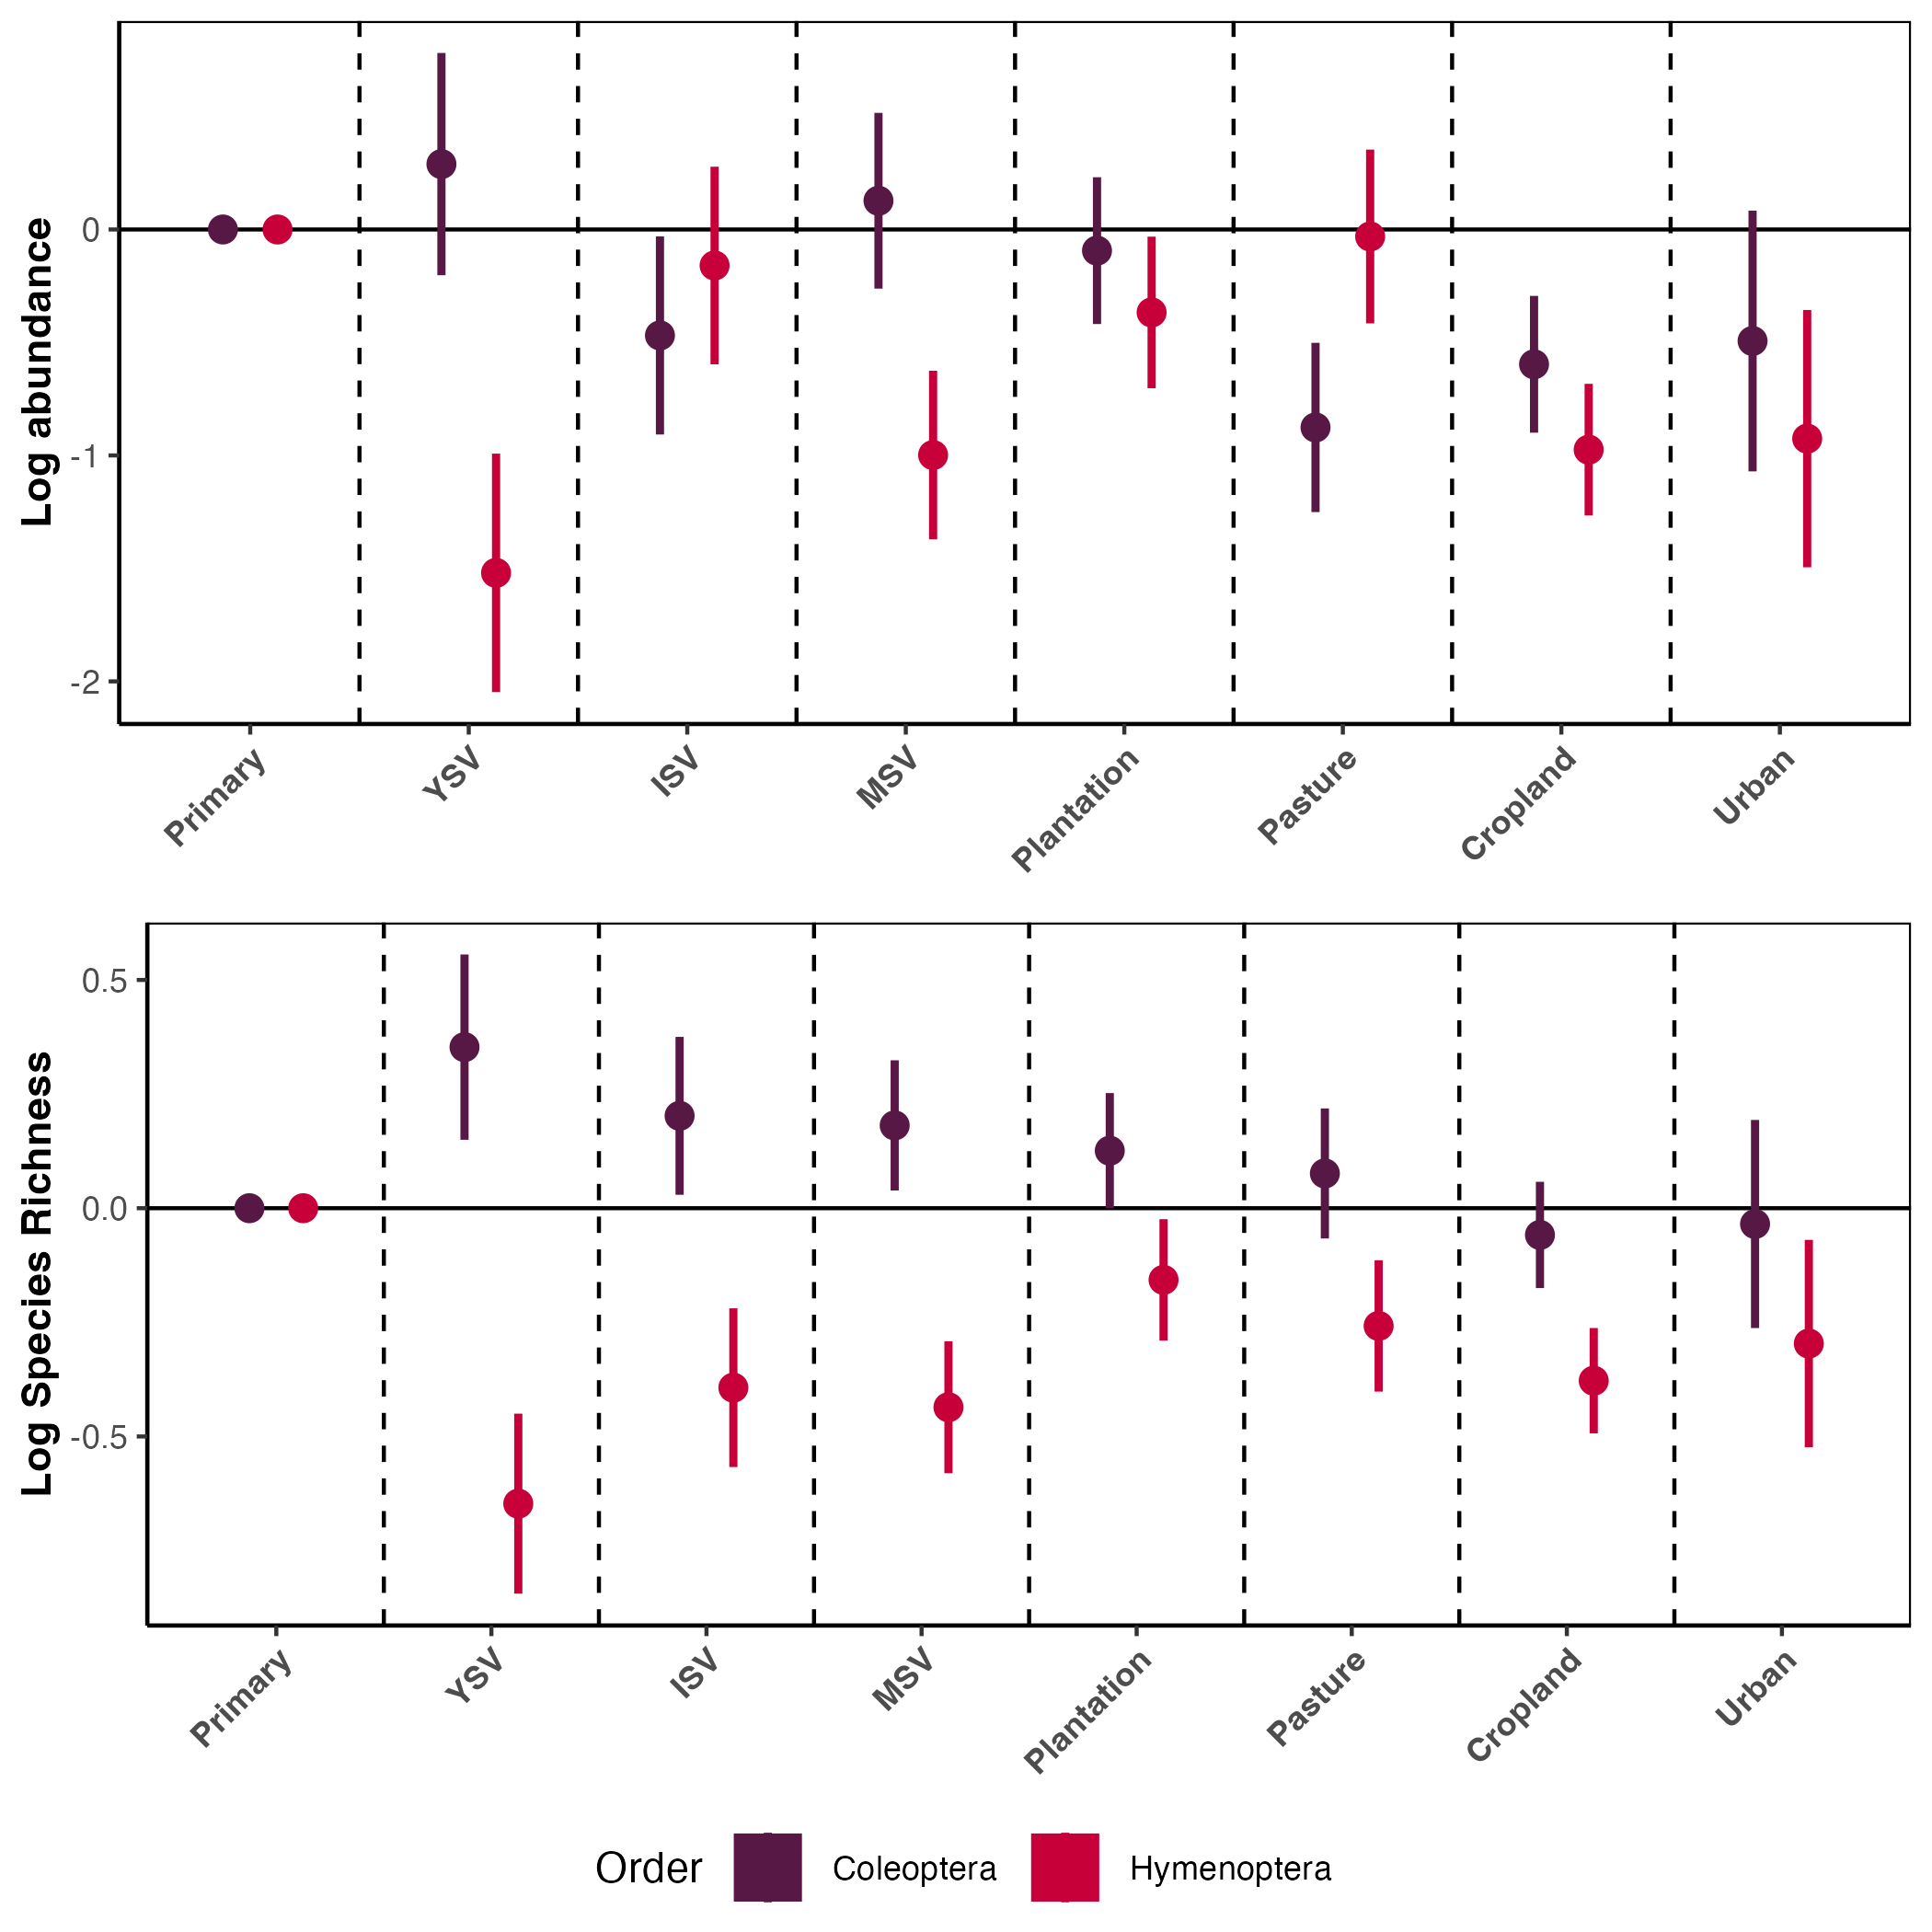 Log abundance
0
-1
-2
Primary
YSV
ISV
MSV
Plantation
Pasture
Cropland
Urban
Log Species Richness
0.5
0.0
-0.5
Primary
YSV
ISV
MSV
Plantation
Pasture
Cropland
Urban
Order Coleoptera Hymenoptera